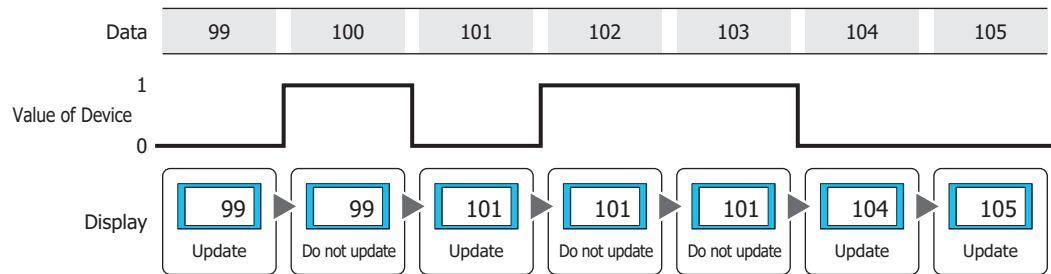 Data 99 100 101 102 103 104 105
1
Value of Device
0
Display 99 99 101 101 101 104 105
Update Do not update Update Do not update Do not update Update Update